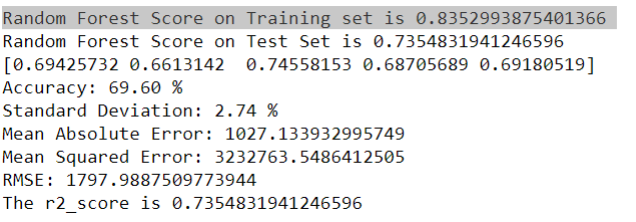 Random Forest Score on Training set is 0.8352993875401366
Random Forest Score on Test Set is 0.7354831941246596
[0.69425732 0.6613142  0.74558153 0.68705689 0.69180519]
Accuracy: 69.60 %
Standard Deviation: 2.74 %
Mean Absolute Error: 1027.133932995749
Mean Squared Error: 3232763.5486412505
RMSE: 1797.9887509773944
The r2_score is 0.7354831941246596